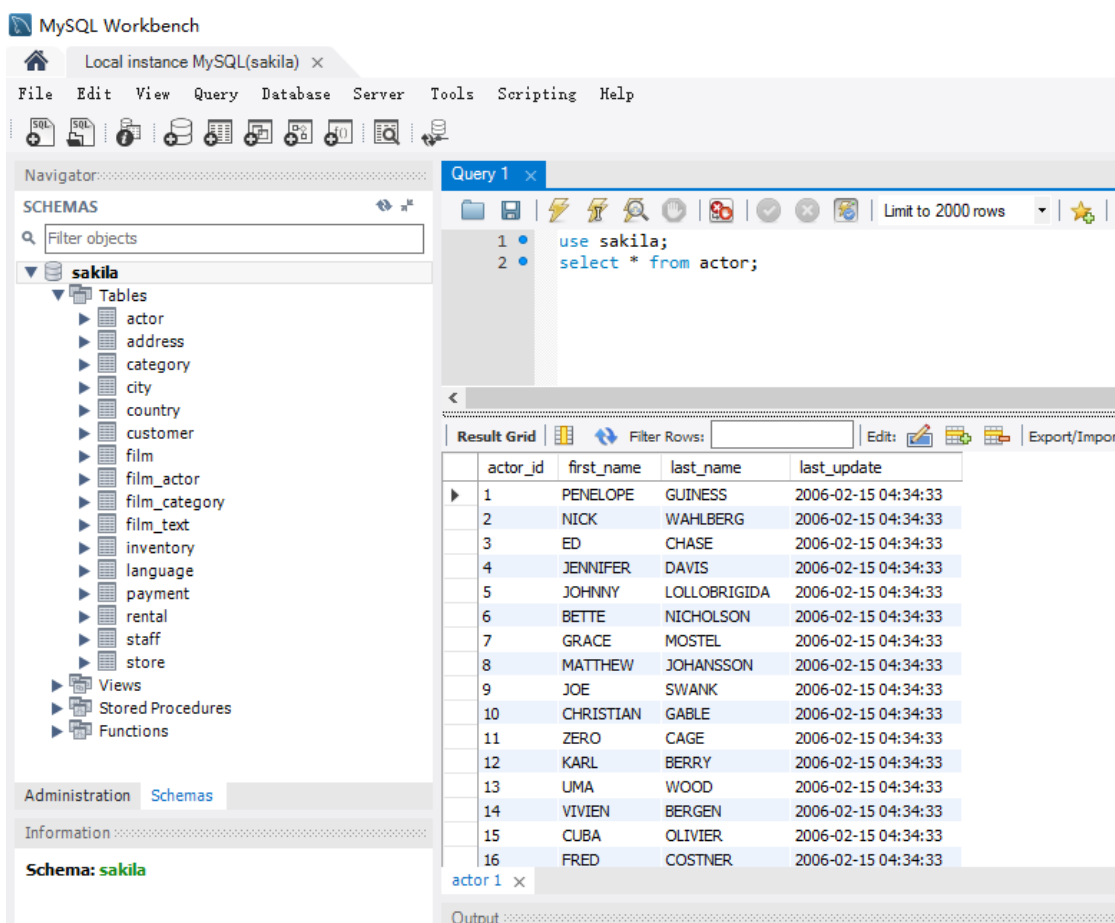 MySQL Workbench
Local instance MySQL(sakila)
File Edit View Query Database Server Tools Scripting Help
Navigator
SCHEMAS
Filter objects
sakila
Tables
actor
address
category
city
country
customer
film
film_actor
film_category
film_text
inventory
language
payment
rental
staff
store
Views
Stored Procedures
Functions
Administration Schemas
Information
Schema: sakila
Query 1
Limit to 2000 rows
1 use sakila;
2 select * from actor;
Result Grid Filter Rows: Edit: Export/Impor
actor_id first_name last_name last_update
1 PENELOPE GUINESS 2006-02-15 04:34:33
2 NICK WAHLBERG 2006-02-15 04:34:33
3 ED CHASE 2006-02-15 04:34:33
4 JENNIFER DAVIS 2006-02-15 04:34:33
5 JOHNNY LOLLOBRIGIDA 2006-02-15 04:34:33
6 BETTE NICHOLSON 2006-02-15 04:34:33
7 GRACE MOSTEL 2006-02-15 04:34:33
8 MATTHEW JOHANSSON 2006-02-15 04:34:33
9 JOE SWANK 2006-02-15 04:34:33
10 CHRISTIAN GABLE 2006-02-15 04:34:33
11 ZERO CAGE 2006-02-15 04:34:33
12 KARL BERRY 2006-02-15 04:34:33
13 UMA WOOD 2006-02-15 04:34:33
14 VIVIEN BERGEN 2006-02-15 04:34:33
15 CUBA OLIVIER 2006-02-15 04:34:33
16 FRED COSTNER 2006-02-15 04:34:33
actor 1
Output